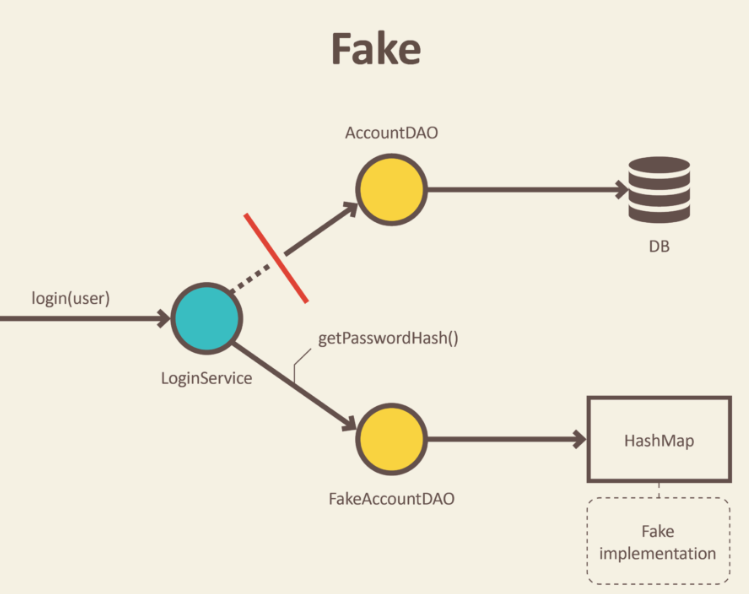 Fake
AccountDAO
DB
login(user)
getPasswordHash()
LoginService
HashMap
FakeAccountDAO
Fake
implementation